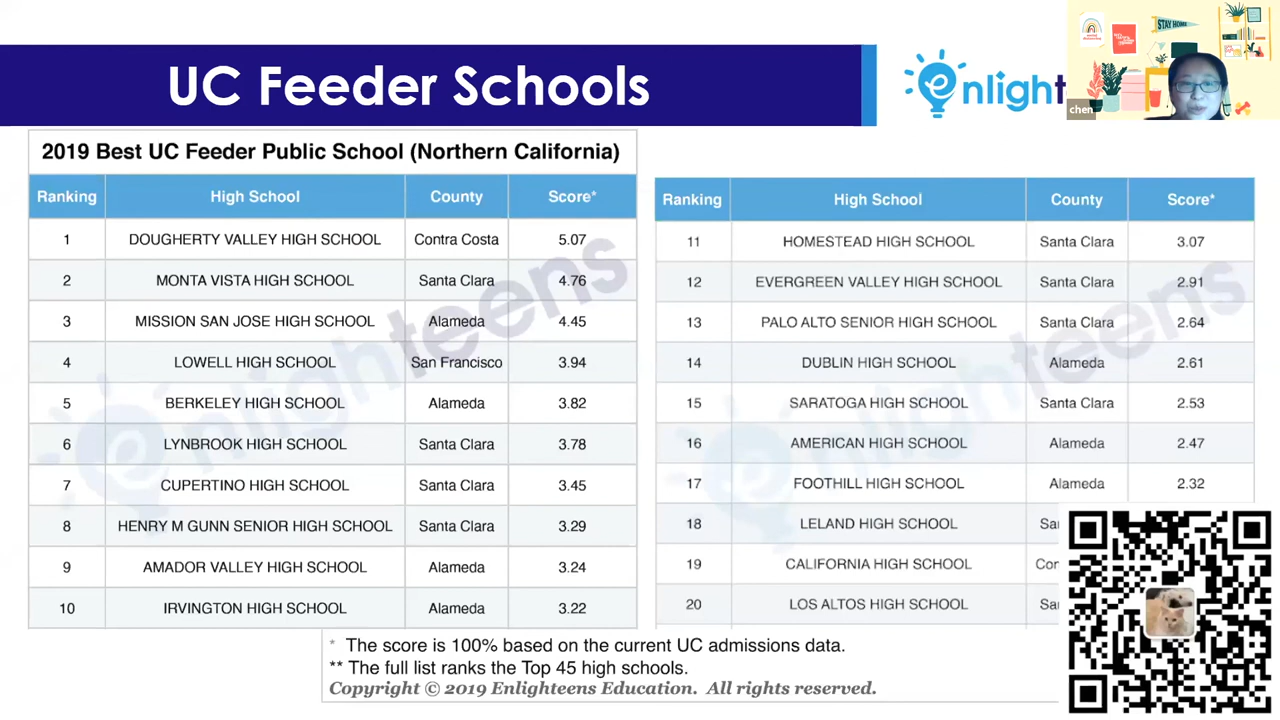 UC Feeder Schools
enlight
STAY HOME
chen
2019 Best UC Feeder Public School (Northern California)
Ranking High School County Score*
1 DOUGHERTY VALLEY HIGH SCHOOL Contra Costa 5.07
2 MONTA VISTA HIGH SCHOOL Santa Clara 4.76
3 MISSION SAN JOSE HIGH SCHOOL Alameda 4.45
4 LOWELL HIGH SCHOOL San Francisco 3.94
5 BERKELEY HIGH SCHOOL Alameda 3.82
6 LYNBROOK HIGH SCHOOL Santa Clara 3.78
7 CUPERTINO HIGH SCHOOL Santa Clara 3.45
8 HENRY M GUNN SENIOR HIGH SCHOOL Santa Clara 3.29
9 AMADOR VALLEY HIGH SCHOOL Alameda 3.24
10 IRVINGTON HIGH SCHOOL Alameda 3.22
enlighteens
Ranking High School County Score*
11 HOMESTEAD HIGH SCHOOL Santa Clara 3.07
12 EVERGREEN VALLEY HIGH SCHOOL Santa Clara 2.91
13 PALO ALTO SENIOR HIGH SCHOOL Santa Clara 2.64
14 DUBLIN HIGH SCHOOL Alameda 2.61
15 SARATOGA HIGH SCHOOL Santa Clara 2.53
16 AMERICAN HIGH SCHOOL Alameda 2.47
17 FOOTHILL HIGH SCHOOL Alameda 2.32
18 LELAND HIGH SCHOOL Sa
19 CALIFORNIA HIGH SCHOOL Con
20 LOS ALTOS HIGH SCHOOL Sa
enlighteens
* The score is 100% based on the current UC admissions data.
** The full list ranks the Top 45 high schools.
Copyright © 2019 Enlighteens Education. All rights reserved.